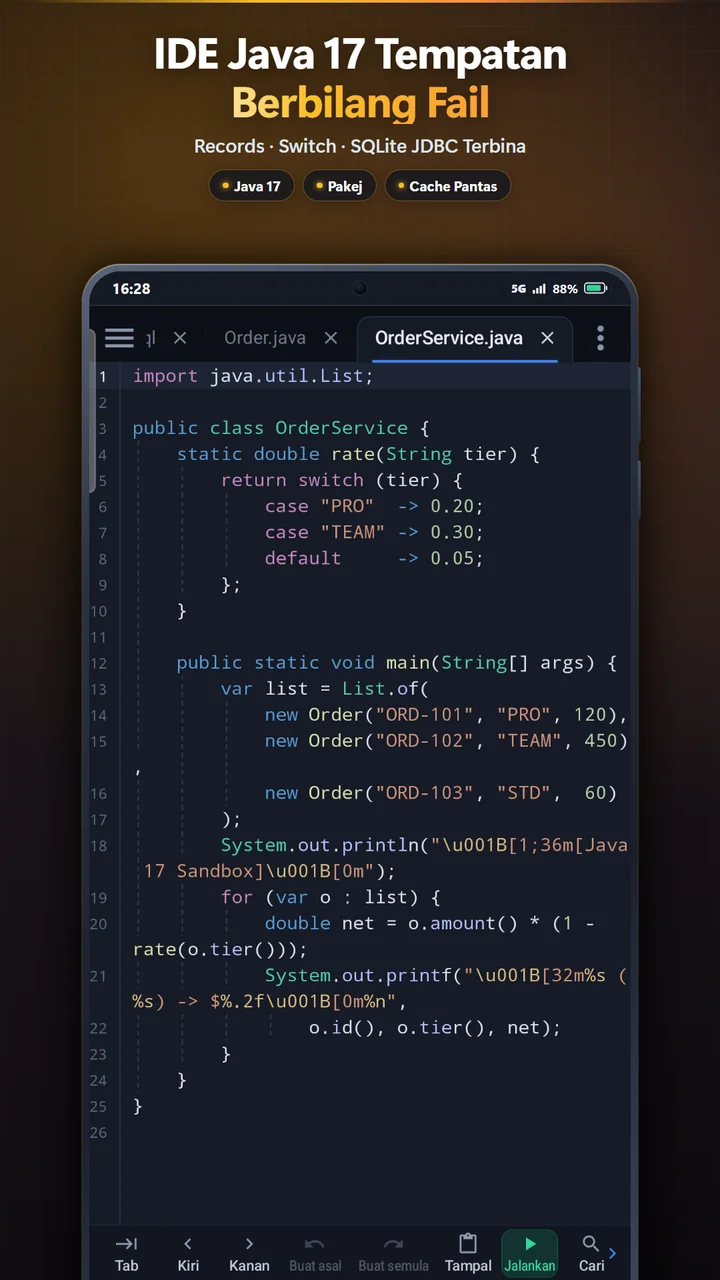 IDE Java 17 Tempatan
Berbilang Fail
Records · Switch · SQLite JDBC Terbina
Java 17
Pakej
Cache Pantas
16:28
5G 88%
ql Order.java OrderService.java
1 import java.util.List;
2
3 public class OrderService {
4     static double rate(String tier) {
5         return switch (tier) {
6             case "PRO"  -> 0.20;
7             case "TEAM" -> 0.30;
8             default     -> 0.05;
9         };
10     }
11
12     public static void main(String[] args) {
13         var list = List.of(
14             new Order("ORD-101", "PRO", 120),
15             new Order("ORD-102", "TEAM", 450)
,
16             new Order("ORD-103", "STD",  60)
17         );
18         System.out.println("\u001B[1;36m[Java
 17 Sandbox]\u001B[0m");
19         for (var o : list) {
20             double net = o.amount() * (1 -
rate(o.tier()));
21             System.out.printf("\u001B[32m%s (
%s) -> $%.2f\u001B[0m%n",
22                 o.id(), o.tier(), net);
23         }
24     }
25 }
26
Tab Kiri Kanan Buat asal Buat semula Tampal Jalankan Cari